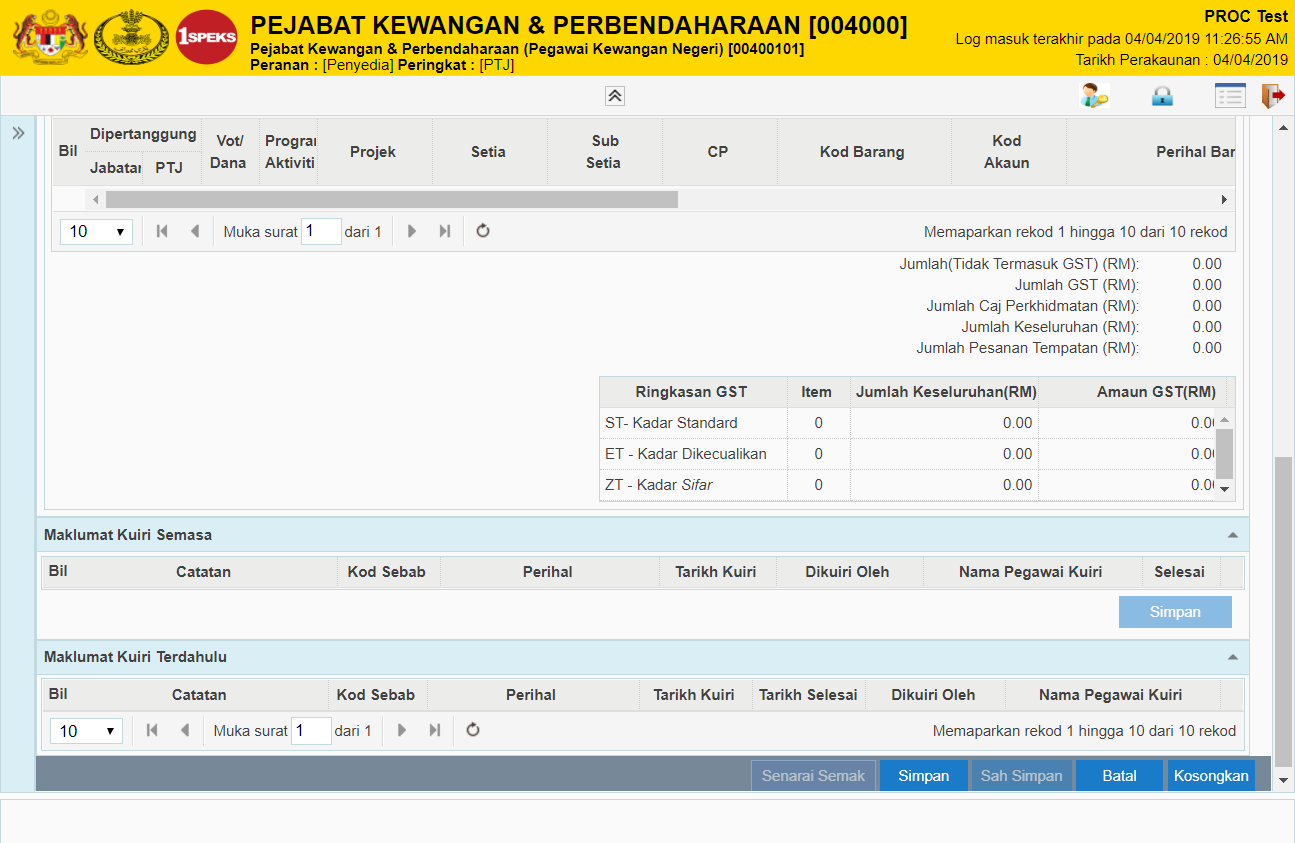 1SPEKS
PEJABAT KEWANGAN & PERBENDAHARAAN [004000]
Pejabat Kewangan & Perbendaharaan (Pegawai Kewangan Negeri) [00400101]
Peranan : [Penyedia] Peringkat : [PTJ]
PROC Test
Log masuk terakhir pada 04/04/2019 11:26:55 AM
Tarikh Perakaunan : 04/04/2019
Bil Dipertanggung Jabatan PTJ Vot/ Dana Program Aktiviti Projek Setia Sub Setia CP Kod Barang Kod Akaun Perihal Bar
10 Muka surat 1 dari 1 Memaparkan rekod 1 hingga 10 dari 10 rekod
Jumlah(Tidak Termasuk GST) (RM): 0.00
Jumlah GST (RM): 0.00
Jumlah Caj Perkhidmatan (RM): 0.00
Jumlah Keseluruhan (RM): 0.00
Jumlah Pesanan Tempatan (RM): 0.00
Ringkasan GST Item Jumlah Keseluruhan(RM) Amaun GST(RM)
ST- Kadar Standard 0 0.00 0.00
ET - Kadar Dikecualikan 0 0.00 0.00
ZT - Kadar Sifar 0 0.00 0.00
Maklumat Kuiri Semasa
Bil Catatan Kod Sebab Perihal Tarikh Kuiri Dikuiri Oleh Nama Pegawai Kuiri Selesai
Simpan
Maklumat Kuiri Terdahulu
Bil Catatan Kod Sebab Perihal Tarikh Kuiri Tarikh Selesai Dikuiri Oleh Nama Pegawai Kuiri
10 Muka surat 1 dari 1 Memaparkan rekod 1 hingga 10 dari 10 rekod
Senarai Semak Simpan Sah Simpan Batal Kosongkan